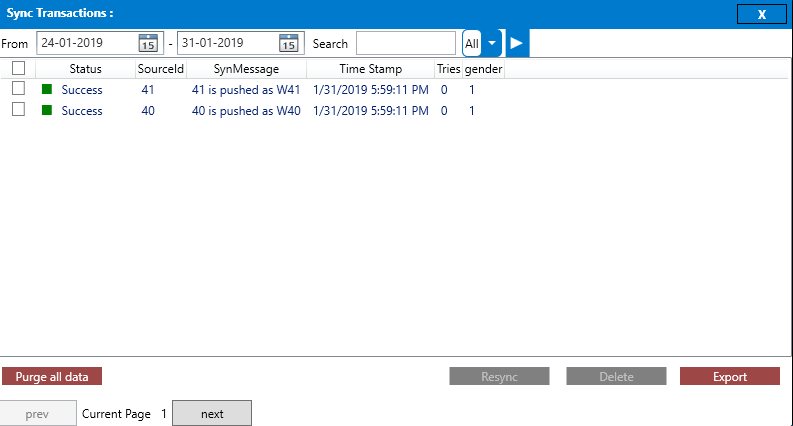 Sync Transactions :
X
From 24-01-2019 15 - 31-01-2019 15 Search All
Status SourceId SynMessage Time Stamp Tries gender
Success 41 41 is pushed as W41 1/31/2019 5:59:11 PM 0 1
Success 40 40 is pushed as W40 1/31/2019 5:59:11 PM 0 1
Purge all data Resync Delete Export
prev Current Page 1 next